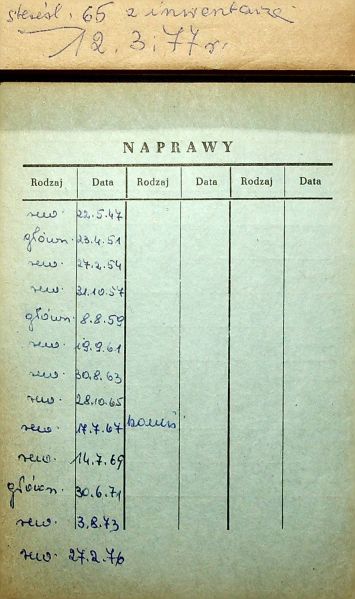 skreśl. 65 z inwentarza
12.3.77r.
NAPRAWY
Rodzaj Data Rodzaj Data Rodzaj Data
rew. 22.5.47
główn. 23.4.51
rew. 27.2.54
rew. 31.10.57
główn. 8.8.59
rew. 19.9.61
rew. 30.8.63
rew. 28.10.65
rew. 17.7.67
rew. 14.7.69
główn. 30.6.71
rew. 3.8.73
rew. 27.2.76